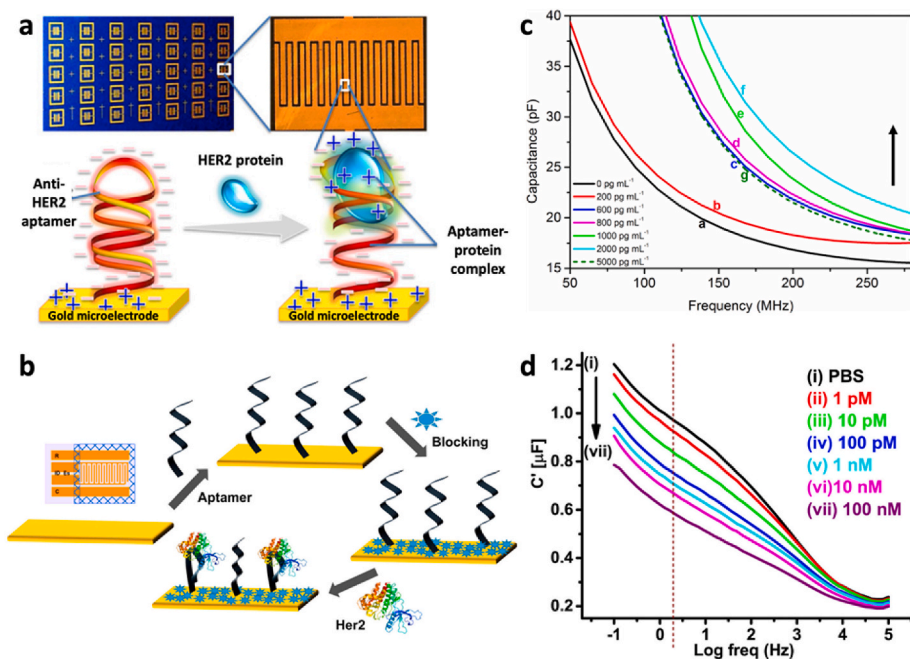 a
Anti-
HER2
aptamer
HER2 protein
Aptamer-
protein
complex
Gold microelectrode
Gold microelectrode
c
Capacitance (pF)
40
35
30
25
20
15
0 pg mL⁻¹
200 pg mL⁻¹
600 pg mL⁻¹
800 pg mL⁻¹
1000 pg mL⁻¹
2000 pg mL⁻¹
5000 pg mL⁻¹
f
e
d
c
g
b
a
50
100
150
200
250
Frequency (MHz)
b
R
C
Aptamer
Blocking
Her2
d
C' [µF]
1.2
1.0
0.8
0.6
0.4
0.2
(i)
(vii)
(i) PBS
(ii) 1 pM
(iii) 10 pM
(iv) 100 pM
(v) 1 nM
(vi)10 nM
(vii) 100 nM
-1
0
1
2
3
4
5
Log freq (Hz)